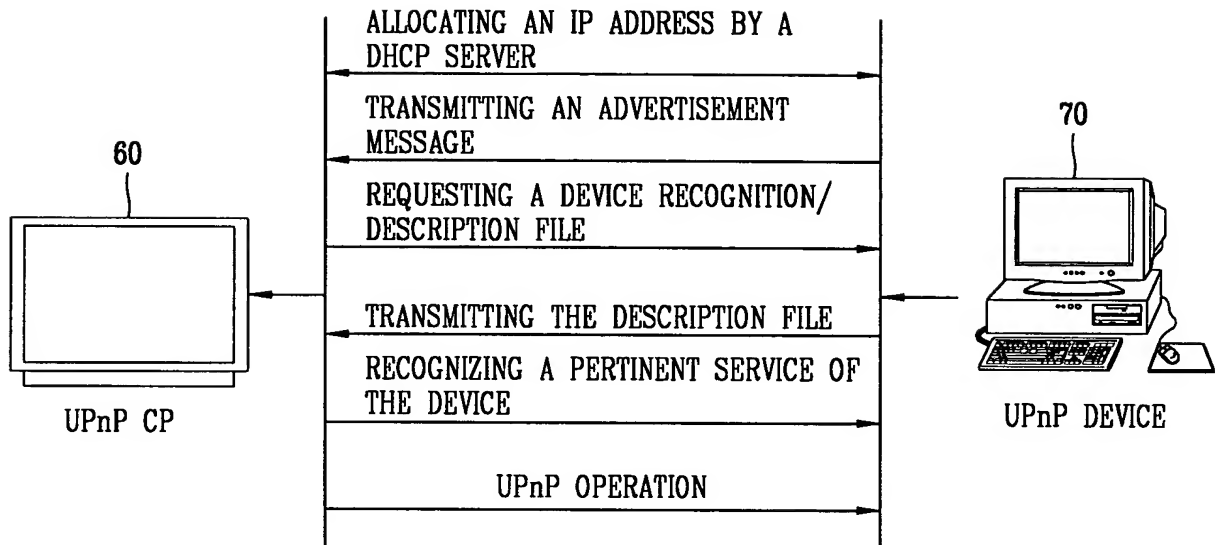 ALLOCATING AN IP ADDRESS BY A
DHCP SERVER
TRANSMITTING AN ADVERTISEMENT
MESSAGE
60
70
REQUESTING A DEVICE RECOGNITION/
DESCRIPTION FILE
TRANSMITTING THE DESCRIPTION FILE
RECOGNIZING A PERTINENT SERVICE OF
THE DEVICE
UPnP CP
UPnP DEVICE
UPnP OPERATION